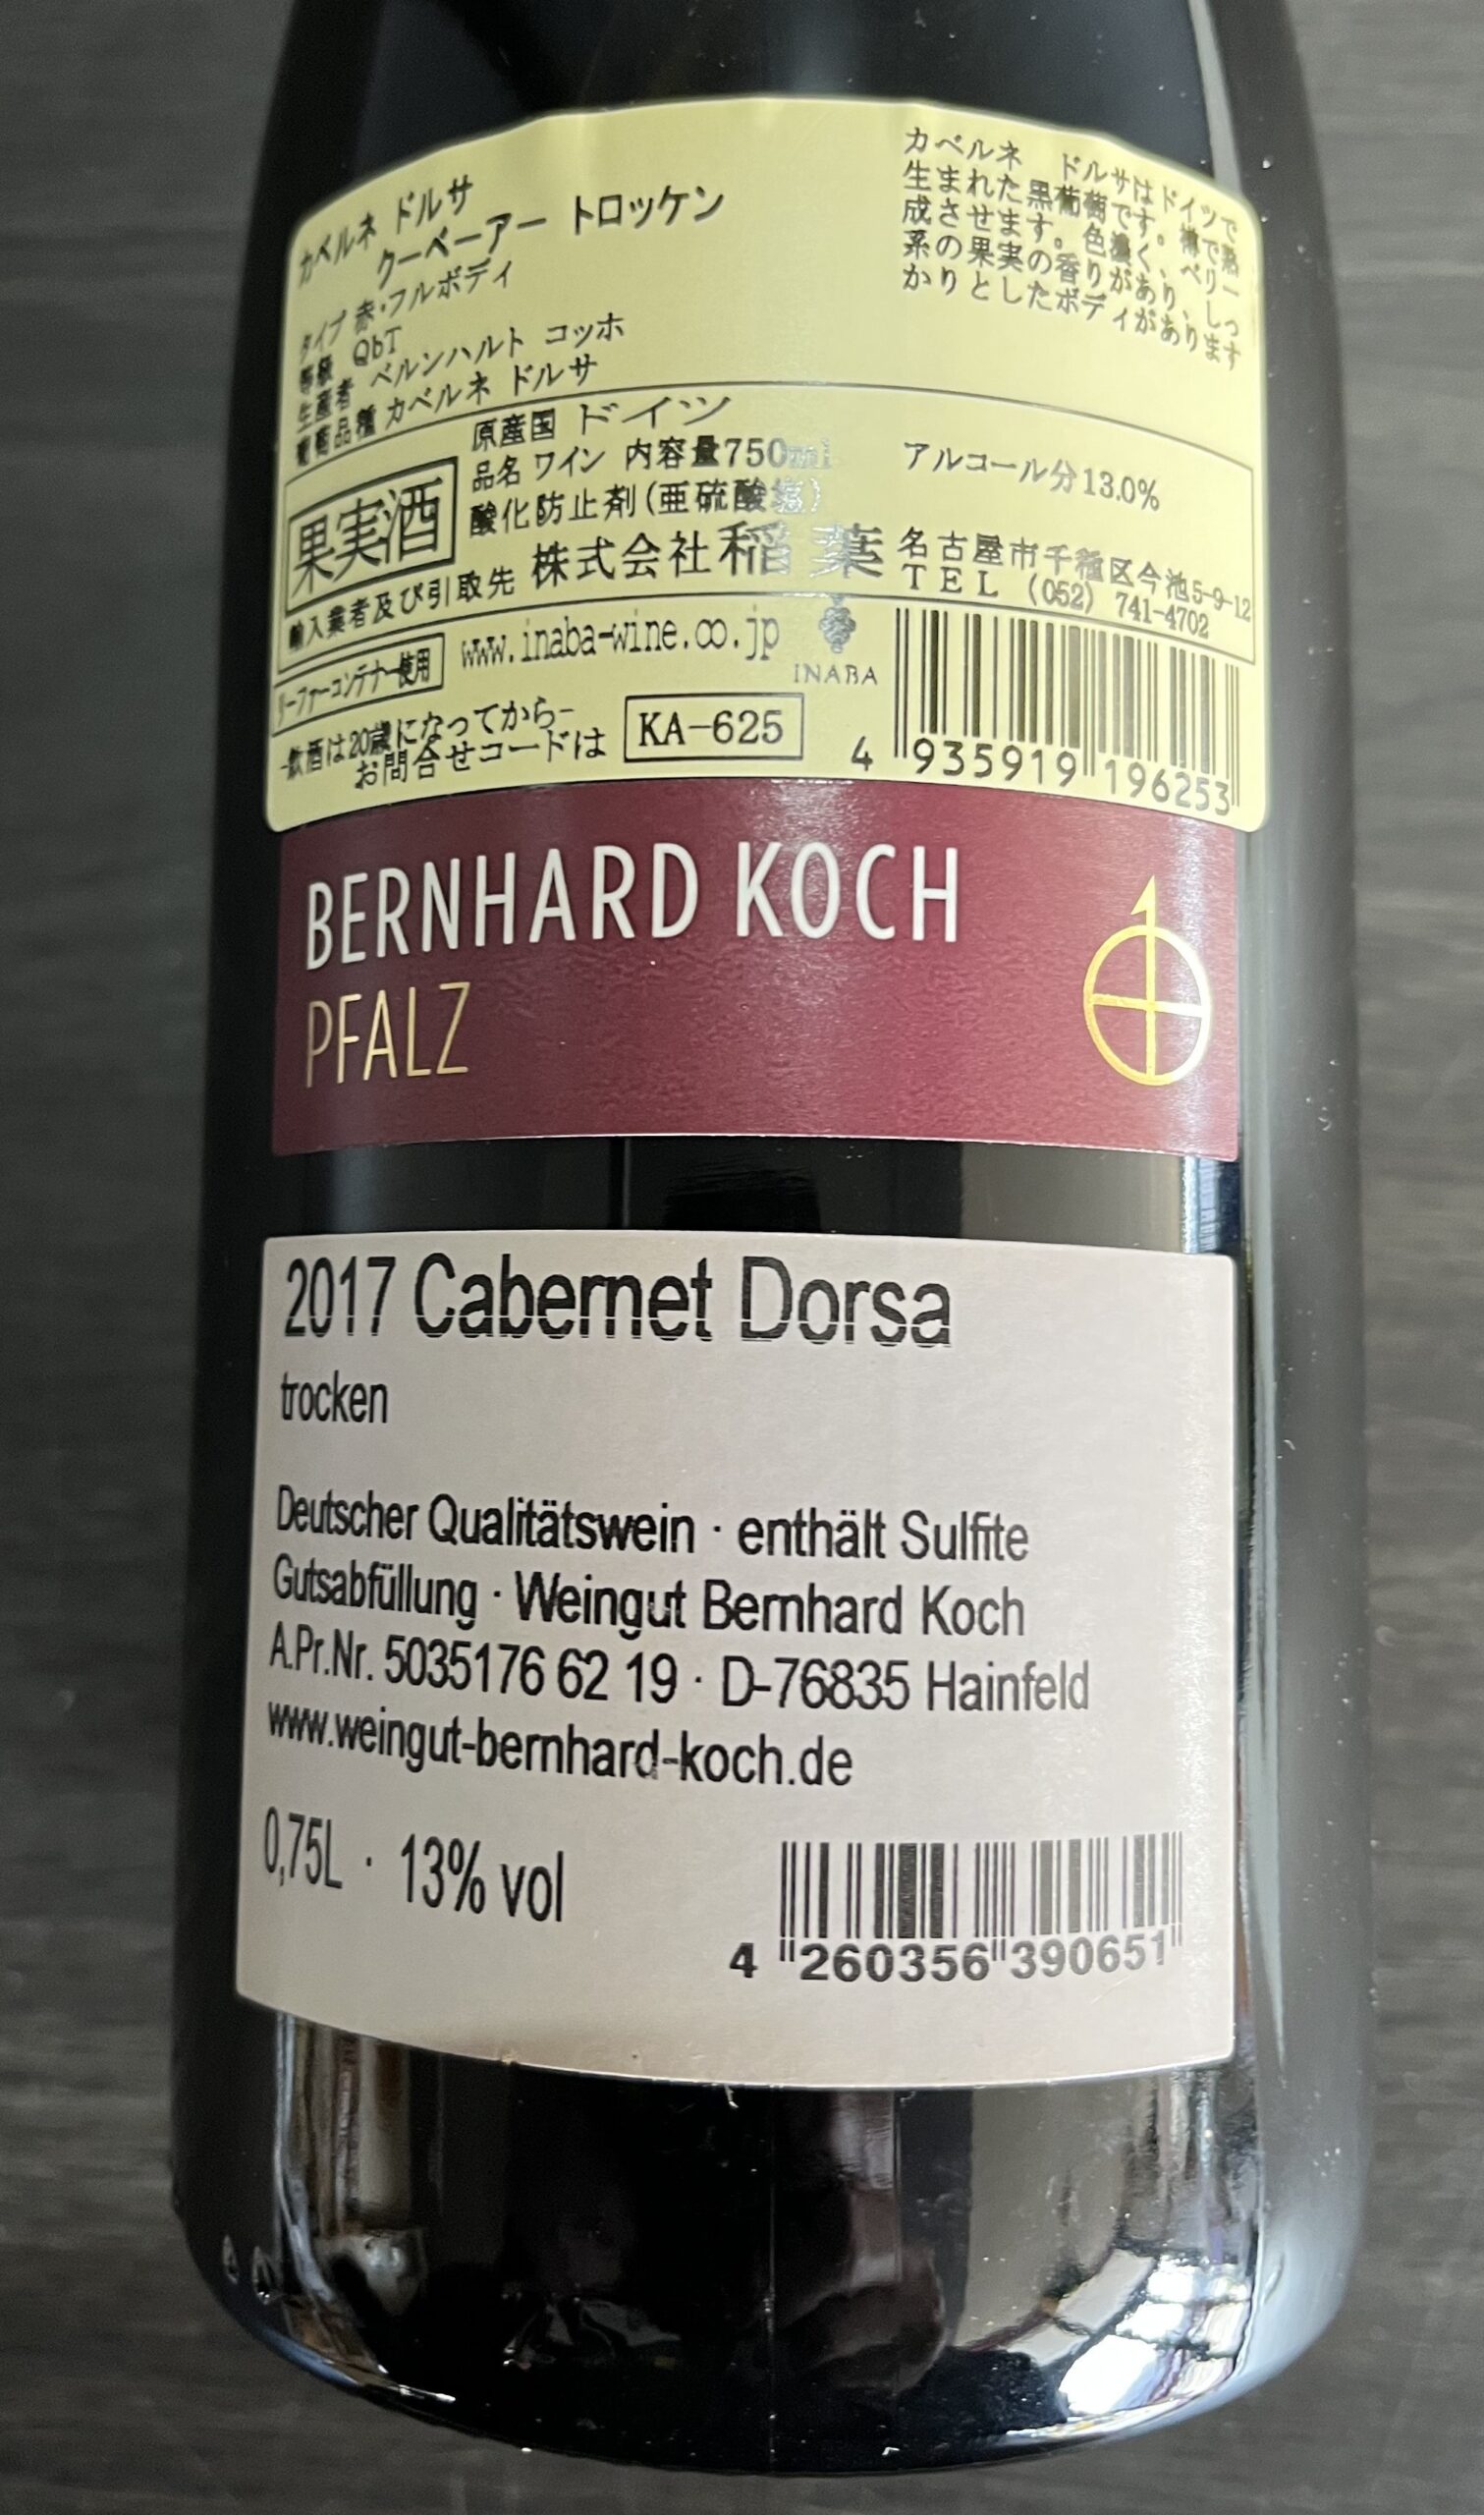 カベルネ ドルサ
クーベーアー トロッケン
タイプ 赤・フルボディ
等級 QbT
生産者 ベルンハルト コッホ
葡萄品種 カベルネ ドルサ
カベルネ ドルサはドイツで
生まれた黒葡萄です。樽で熟
成させます。色濃く、ベリー
系の果実の香りがあり、しっ
かりとしたボディがあります
果実酒
原産国 ドイツ
品名 ワイン 内容量750ml
アルコール分13.0%
酸化防止剤(亜硫酸塩)
輸入業者及び引取先 株式会社 稲葉
名古屋市千種区今池5-9-12
TEL (052) 741-4702
リーファーコンテナー使用
www.inaba-wine.co.jp
INABA
-飲酒は20歳になってから-
お問合せコードは KA-625
4 935919 196253
BERNHARD KOCH
PFALZ
2017 Cabernet Dorsa
trocken
Deutscher Qualitätswein · enthält Sulfite
Gutsabfüllung · Weingut Bernhard Koch
A.Pr.Nr. 5035176 62 19 · D-76835 Hainfeld
www.weingut-bernhard-koch.de
0,75L · 13% vol
4 260356 390651